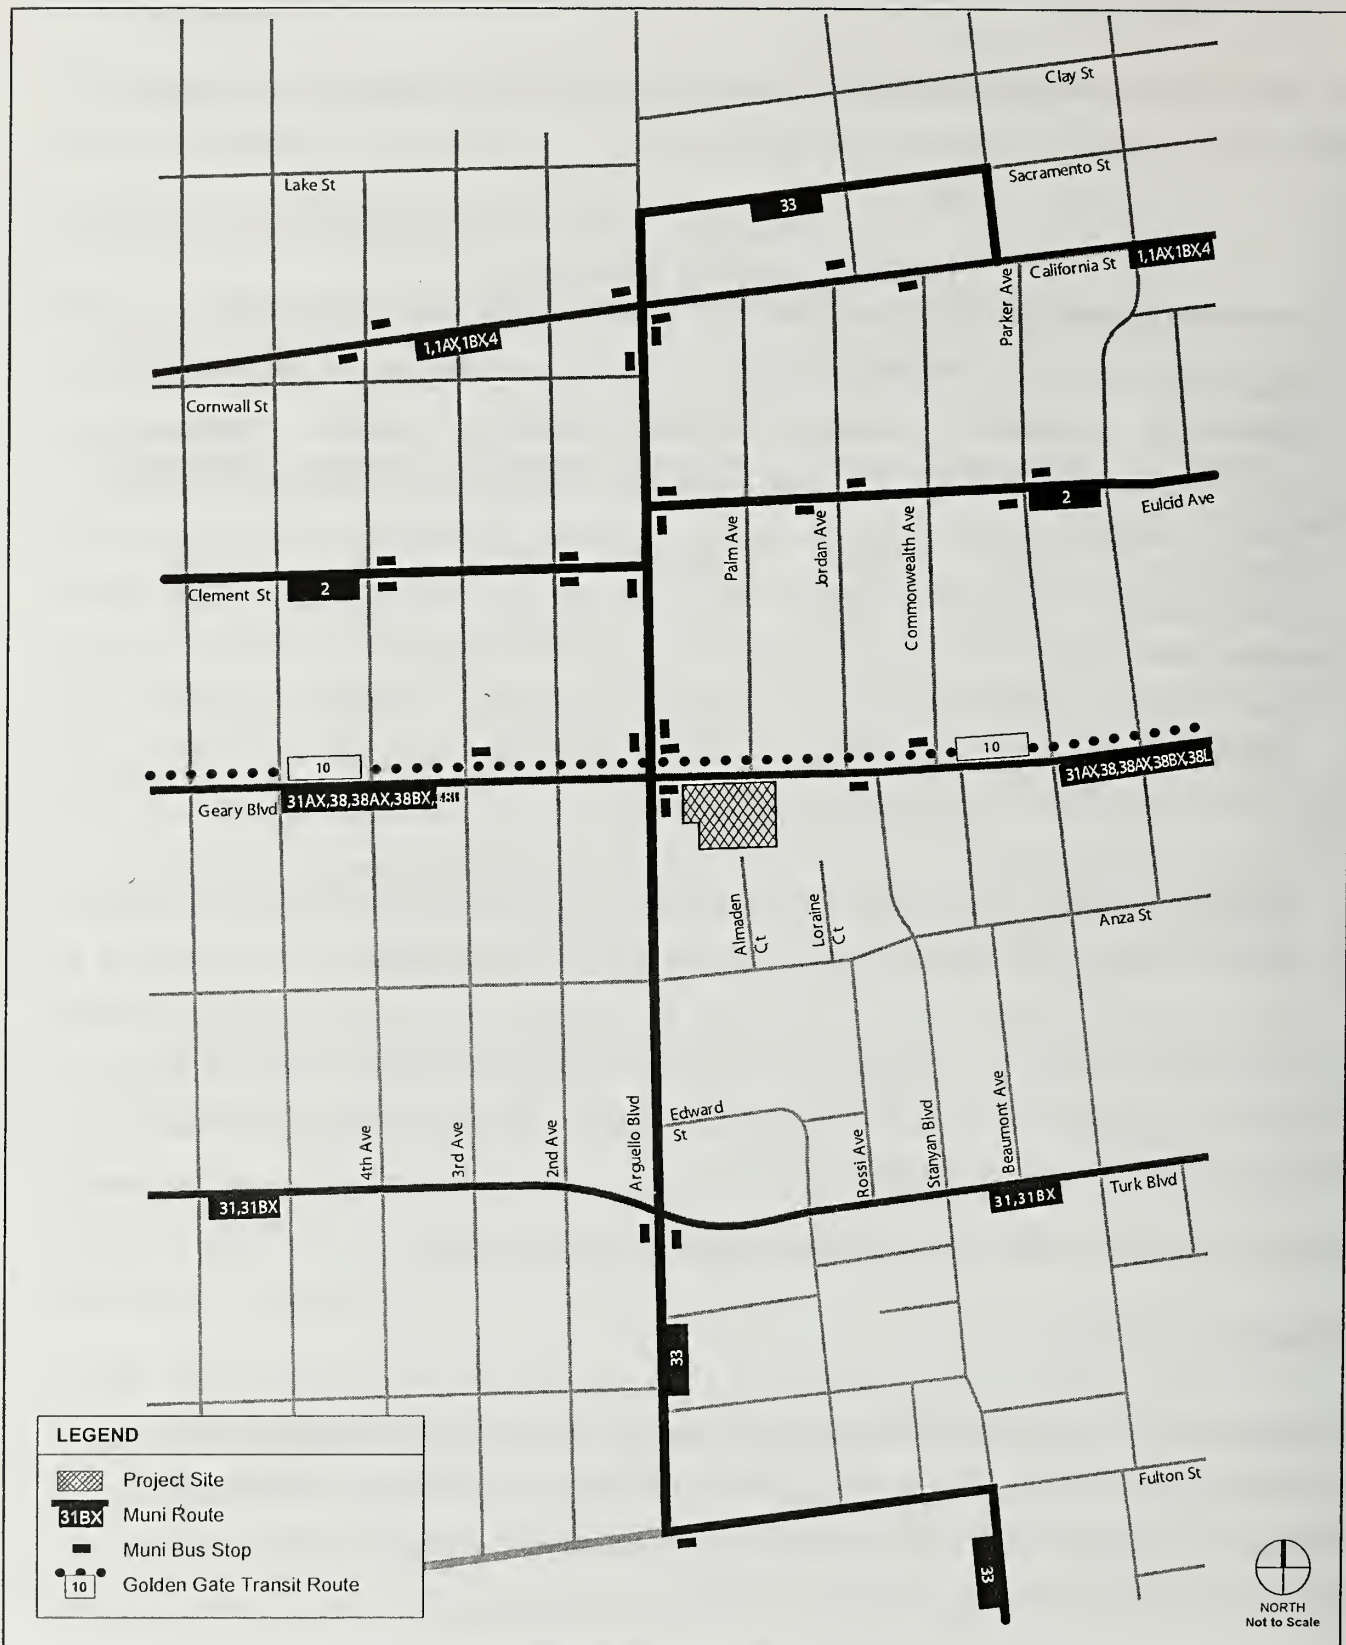 Clay St
Sacramento St
Lake St
33
California St
1,1AX,1BX,4
Parker Ave
1,1AX,1BX,4
Cornwall St
2
Eulcid Ave
Palm Ave
Jordan Ave
Commonwealth Ave
Clement St
2
10
10
31AX,38,38AX,38BX,38L
Geary Blvd
31AX,38,38AX,38BX,
Almaden
Ct
Loraine
Ct
Anza St
4th Ave
3rd Ave
2nd Ave
Arguello Blvd
Edward
St
Rossi Ave
Stanyan Blvd
Beaumont Ave
Turk Blvd
31,31BX
31,31BX
33
Fulton St
33
LEGEND
Project Site
31BX Muni Route
Muni Bus Stop
10 Golden Gate Transit Route
NORTH
Not to Scale